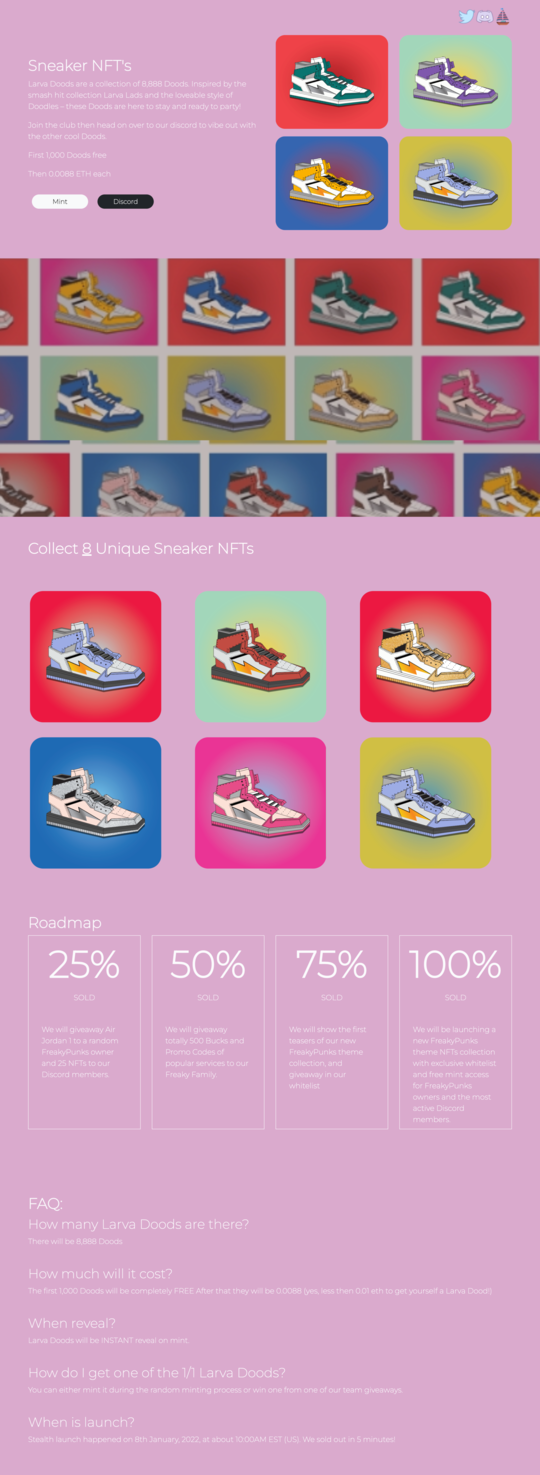 Sneaker NFT's
Larva Doods are a collection of 8,888 Doods. Inspired by the
smash hit collection Larva Lads and the loveable style of
Doodles – these Doods are here to stay and ready to party!
Join the club then head on over to our discord to vibe out with
the other cool Doods.
First 1,000 Doods free
Then 0.0088 ETH each
Mint
Discord
Collect 8 Unique Sneaker NFTs
Roadmap
25%
SOLD
We will giveaway Air
Jordan 1 to a random
FreakyPunks owner
and 25 NFTs to our
Discord members.
50%
SOLD
We will giveaway
totally 500 Bucks and
Promo Codes of
popular services to our
Freaky Family.
75%
SOLD
We will show the first
teasers of our new
FreakyPunks theme
collection, and
giveaway in our
whitelist
100%
SOLD
We will be launching a
new FreakyPunks
theme NFTs collection
with exclusive whitelist
and free mint access
for FreakyPunks
owners and the most
active Discord
members.
FAQ:
How many Larva Doods are there?
There will be 8,888 Doods.
How much will it cost?
The first 1,000 Doods will be completely FREE After that they will be 0.0088 (yes, less then 0.01 eth to get yourself a Larva Dood!).
When reveal?
Larva Doods will be INSTANT reveal on mint.
How do I get one of the 1/1 Larva Doods?
You can either mint it during the random minting process or win one from one of our team giveaways.
When is launch?
Stealth launch happened on 8th January, 2022, at about 10:00AM EST (US). We sold out in 5 minutes!